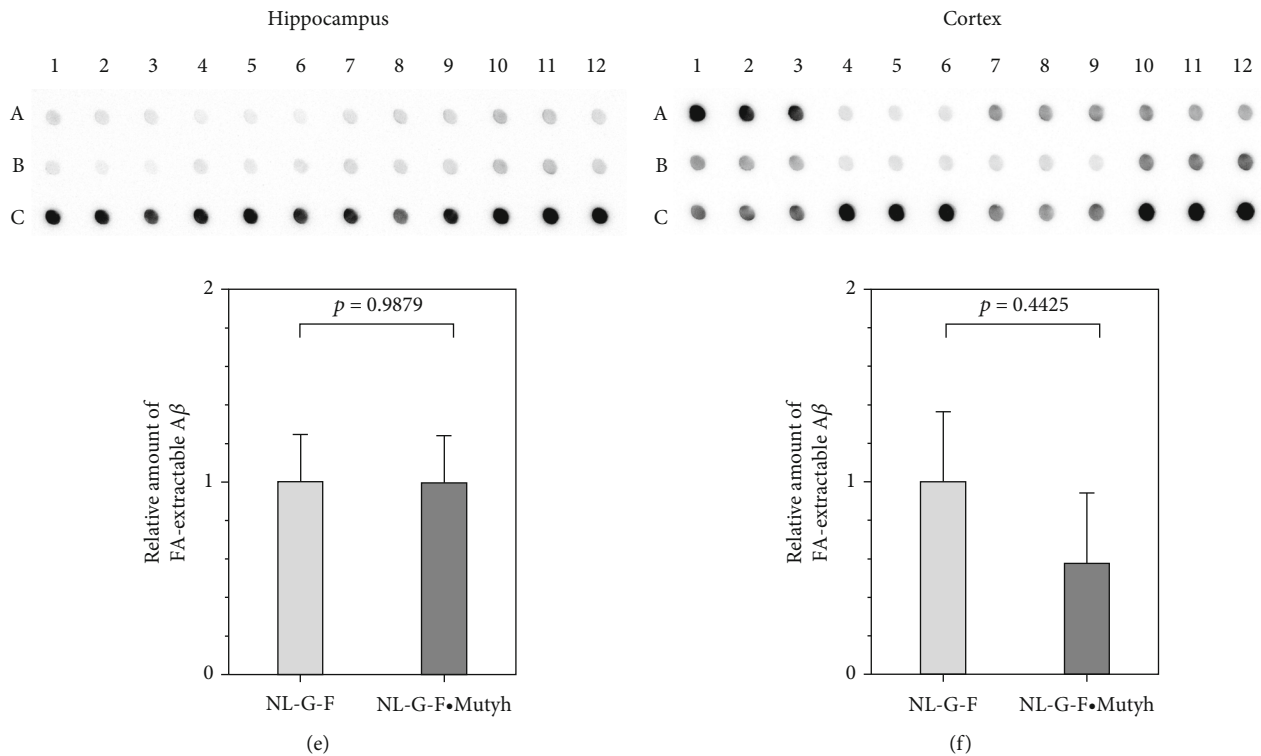 Hippocampus
1 2 3 4 5 6 7 8 9 10 11 12
A
B
C
2
p = 0.9879
Relative amount of
FA-extractable Aβ
1
0
NL-G-F NL-G-F•Mutyh
(e)
Cortex
1 2 3 4 5 6 7 8 9 10 11 12
A
B
C
2
p = 0.4425
Relative amount of
FA-extractable Aβ
1
0
NL-G-F NL-G-F•Mutyh
(f)